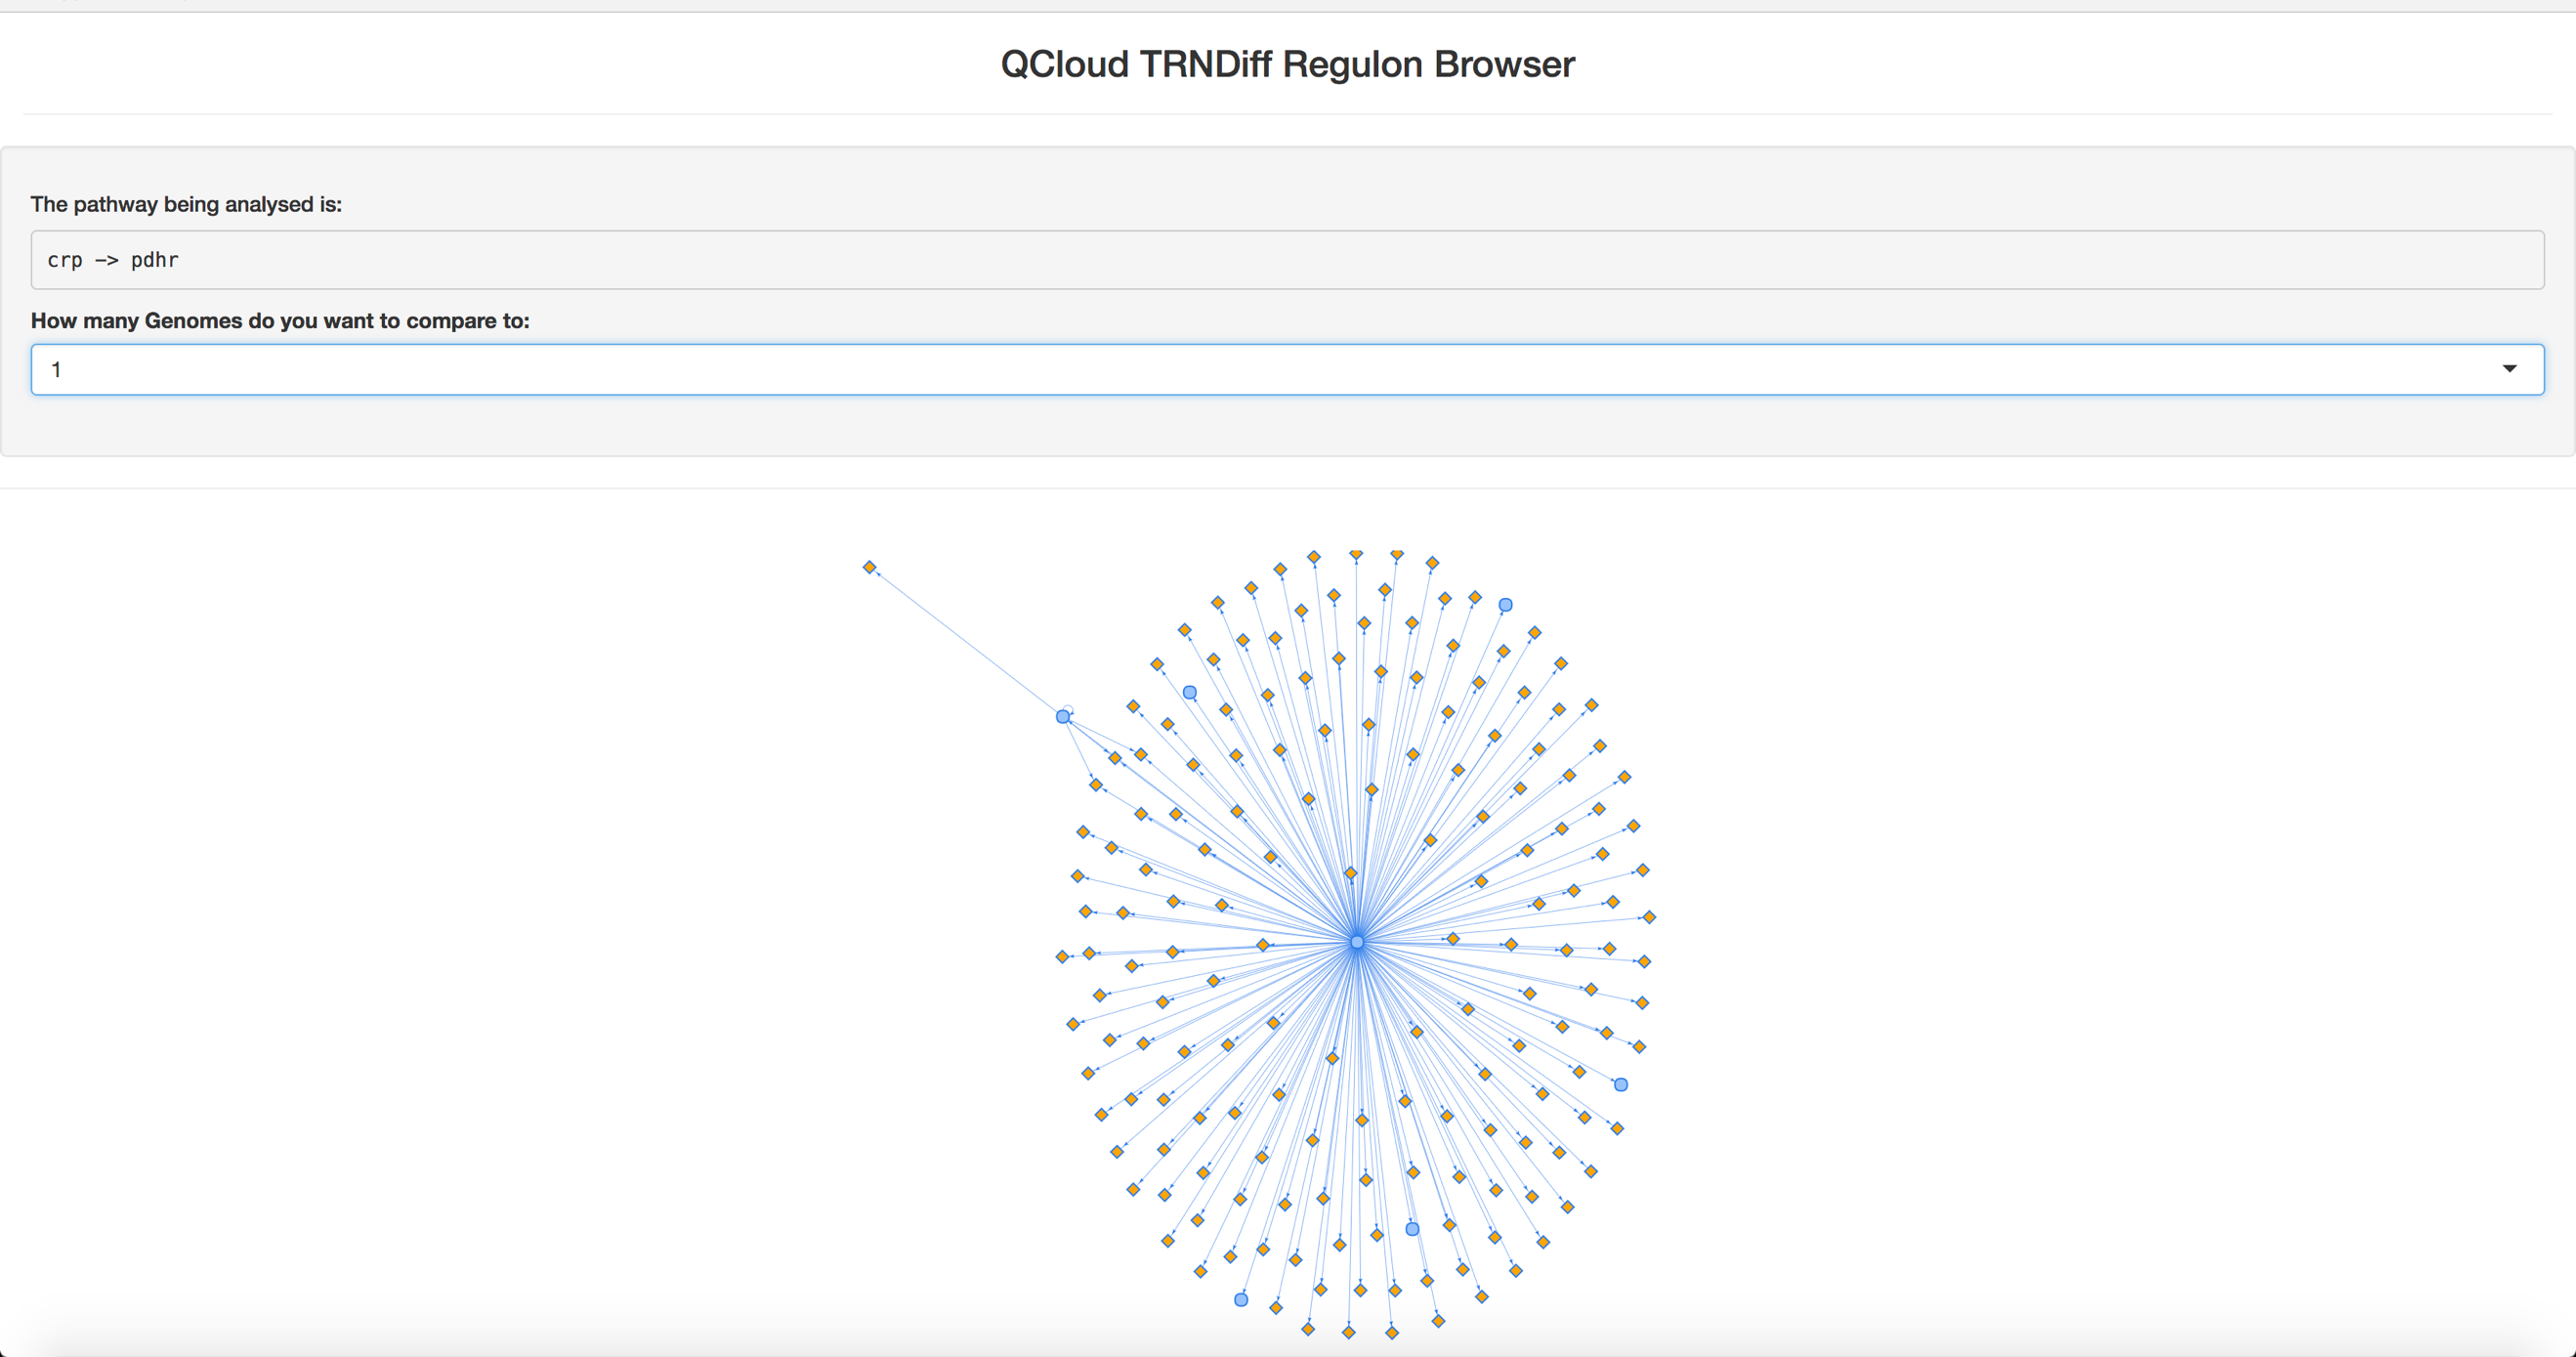 QCloud TRNDiff Regulon Browser
The pathway being analysed is:
crp -> pdhr
How many Genomes do you want to compare to:
1